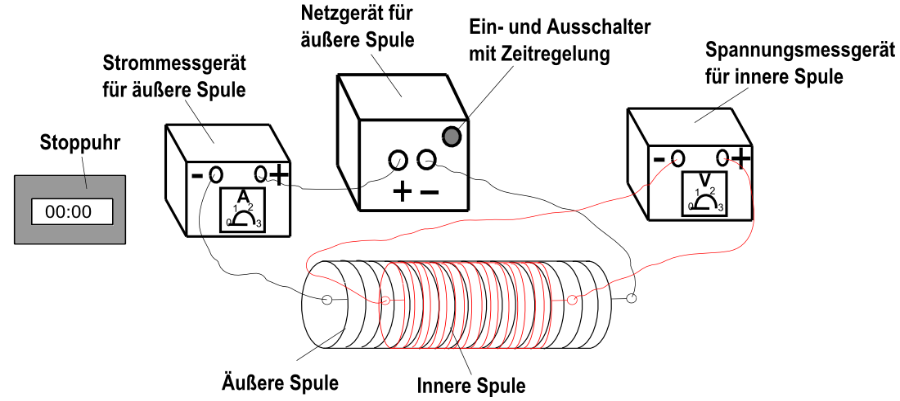 Netzgerät für
äußere Spule
Ein- und Ausschalter
mit Zeitregelung
Strommessgerät
für äußere Spule
Spannungsmessgerät
für innere Spule
Stoppuhr
00:00
- +
A
0 1 2 3
+ -
- +
V
0 1 2 3
Äußere Spule
Innere Spule